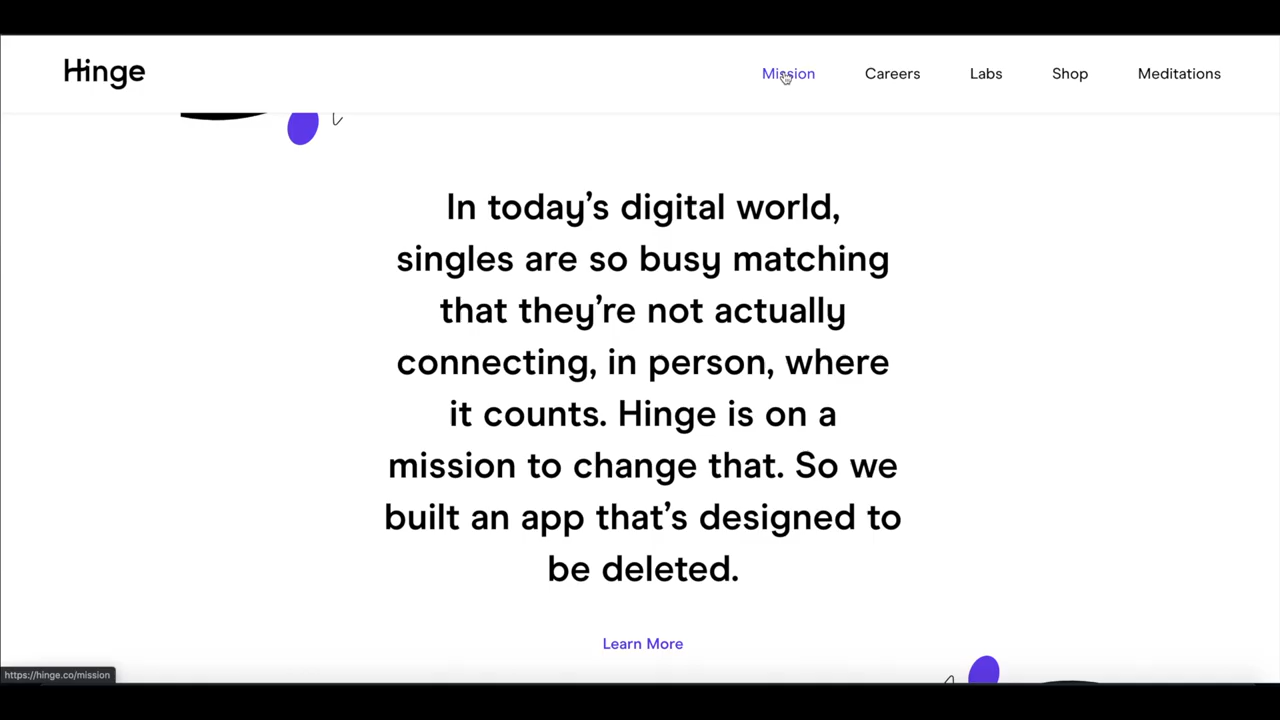 Hinge
Mission
Careers
Labs
Shop
Meditations
In today’s digital world,
singles are so busy matching
that they’re not actually
connecting, in person, where
it counts. Hinge is on a
mission to change that. So we
built an app that’s designed to
be deleted.
Learn More
https://hinge.co/mission